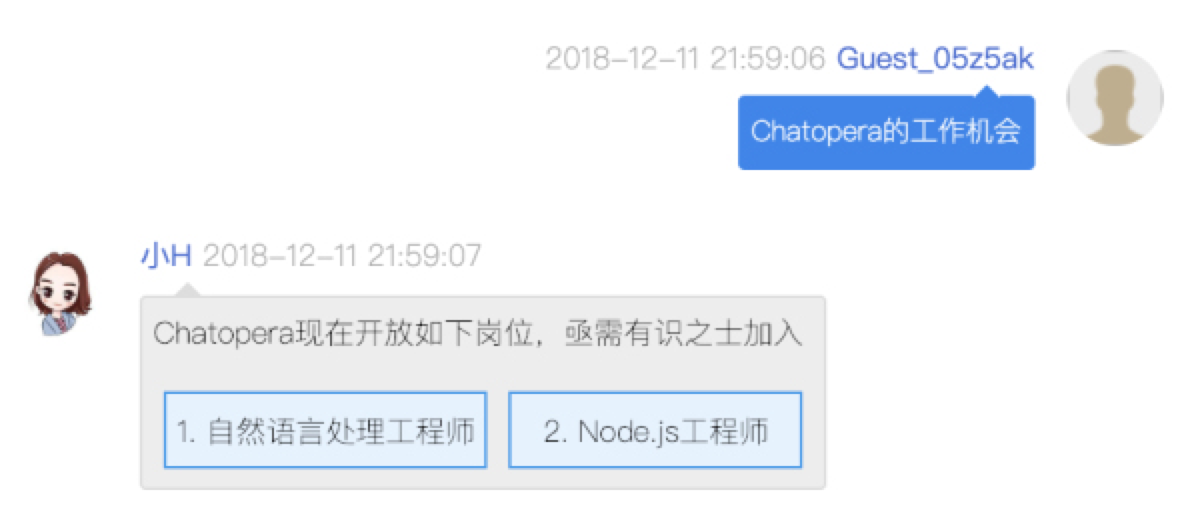 2018-12-11 21:59:06 Guest_05z5ak
Chatopera的工作机会
小H 2018-12-11 21:59:07
Chatopera现在开放如下岗位，亟需有识之士加入
1. 自然语言处理工程师 2. Node.js工程师